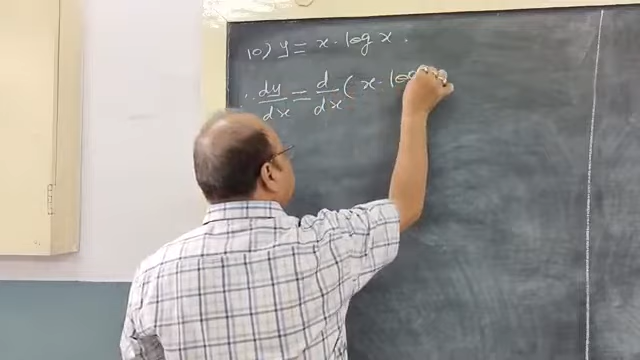 10) y = x · log x .
∴ dy/dx = d/dx ( x · log